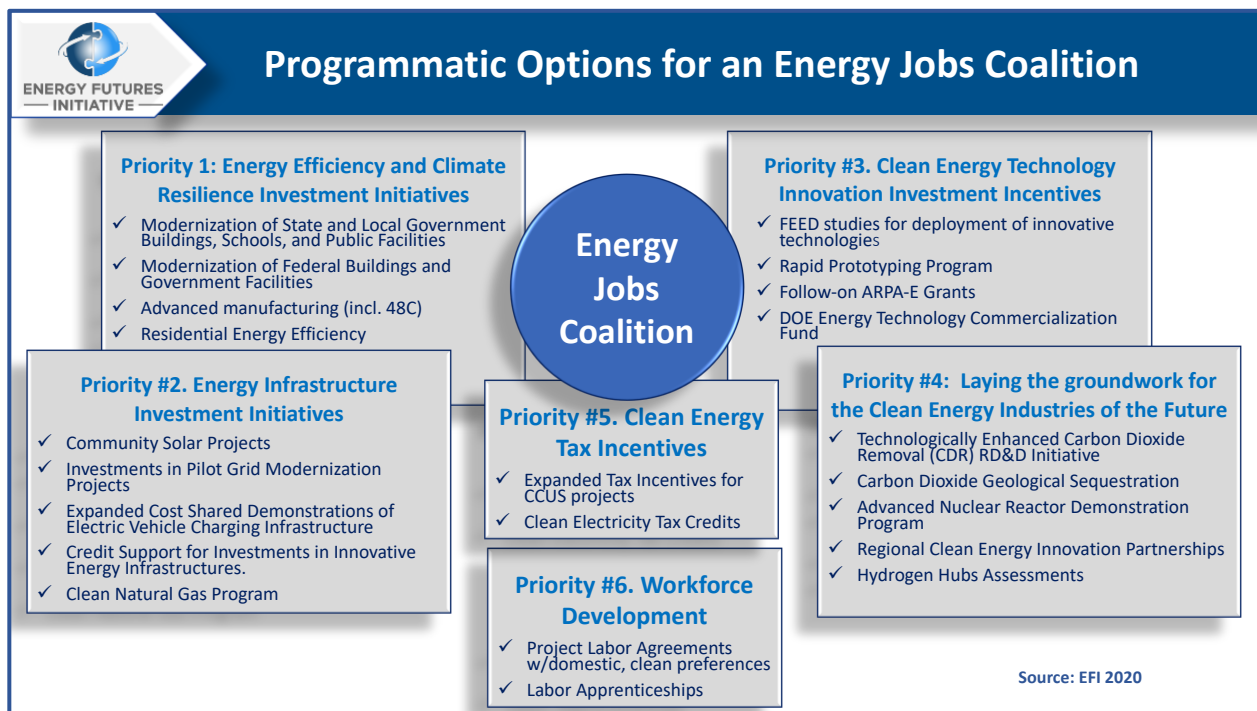 ENERGY FUTURES
INITIATIVE
Programmatic Options for an Energy Jobs Coalition
Priority 1: Energy Efficiency and Climate
Resilience Investment Initiatives
✓ Modernization of State and Local Government
Buildings, Schools, and Public Facilities
✓ Modernization of Federal Buildings and
Government Facilities
✓ Advanced manufacturing (incl. 48C)
✓ Residential Energy Efficiency
Priority #2. Energy Infrastructure
Investment Initiatives
✓ Community Solar Projects
✓ Investments in Pilot Grid Modernization
Projects
✓ Expanded Cost Shared Demonstrations of
Electric Vehicle Charging Infrastructure
✓ Credit Support for Investments in Innovative
Energy Infrastructures.
✓ Clean Natural Gas Program
Energy
Jobs
Coalition
Priority #3. Clean Energy Technology
Innovation Investment Incentives
✓ FEED studies for deployment of innovative
technologies
✓ Rapid Prototyping Program
✓ Follow-on ARPA-E Grants
✓ DOE Energy Technology Commercialization
Fund
Priority #4: Laying the groundwork for
the Clean Energy Industries of the Future
✓ Technologically Enhanced Carbon Dioxide
Removal (CDR) RD&D Initiative
✓ Carbon Dioxide Geological Sequestration
✓ Advanced Nuclear Reactor Demonstration
Program
✓ Regional Clean Energy Innovation Partnerships
✓ Hydrogen Hubs Assessments
Priority #5. Clean Energy
Tax Incentives
✓ Expanded Tax Incentives for
CCUS projects
✓ Clean Electricity Tax Credits
Priority #6. Workforce
Development
✓ Project Labor Agreements
w/domestic, clean preferences
✓ Labor Apprenticeships
Source: EFI 2020